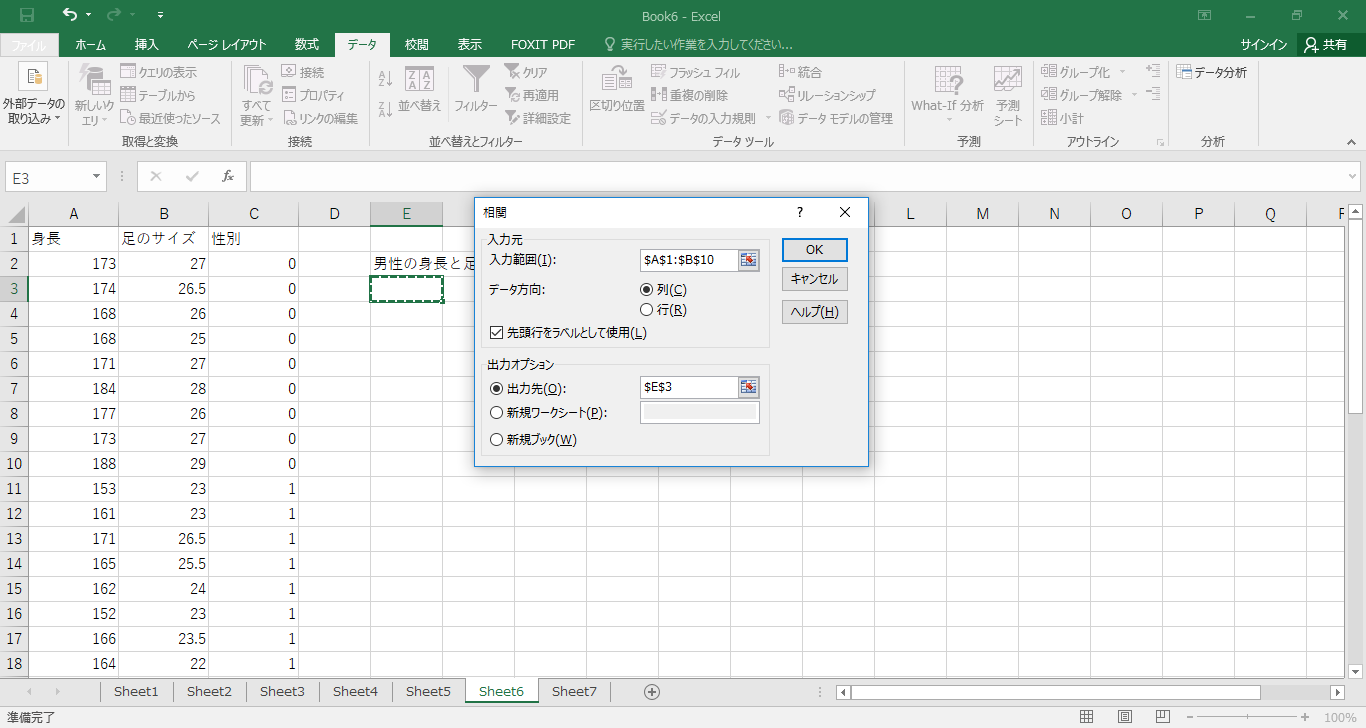 Book6 - Excel
ファイル ホーム 挿入 ページ レイアウト 数式 データ 校閲 表示 FOXIT PDF 実行したい作業を入力してください... サインイン 共有
外部データの取り込み
新しいクエリ
クエリの表示
テーブルから
最近使ったソース
取得と変換
すべて更新
接続
プロパティ
リンクの編集
接続
並べ替え
フィルター
クリア
再適用
詳細設定
並べ替えとフィルター
区切り位置
フラッシュ フィル
重複の削除
データの入力規則
統合
リレーションシップ
データ モデルの管理
データ ツール
What-If 分析
予測シート
予測
グループ化
グループ解除
小計
アウトライン
データ分析
分析
E3 fx
A B C D E L M N O P Q
1 身長 足のサイズ 性別
2 173 27 0 男性の身長と足
3 174 26.5 0
4 168 26 0
5 168 25 0
6 171 27 0
7 184 28 0
8 177 26 0
9 173 27 0
10 188 29 0
11 153 23 1
12 161 23 1
13 171 26.5 1
14 165 25.5 1
15 162 24 1
16 152 23 1
17 166 23.5 1
18 164 22 1
相関 ?
入力元
入力範囲(I): $A$1:$B$10
データ方向: 列(C)
行(R)
先頭行をラベルとして使用(L)
出力オプション
出力先(O): $E$3
新規ワークシート(P):
新規ブック(W)
OK
キャンセル
ヘルプ(H)
Sheet1 Sheet2 Sheet3 Sheet4 Sheet5 Sheet6 Sheet7
準備完了 100%